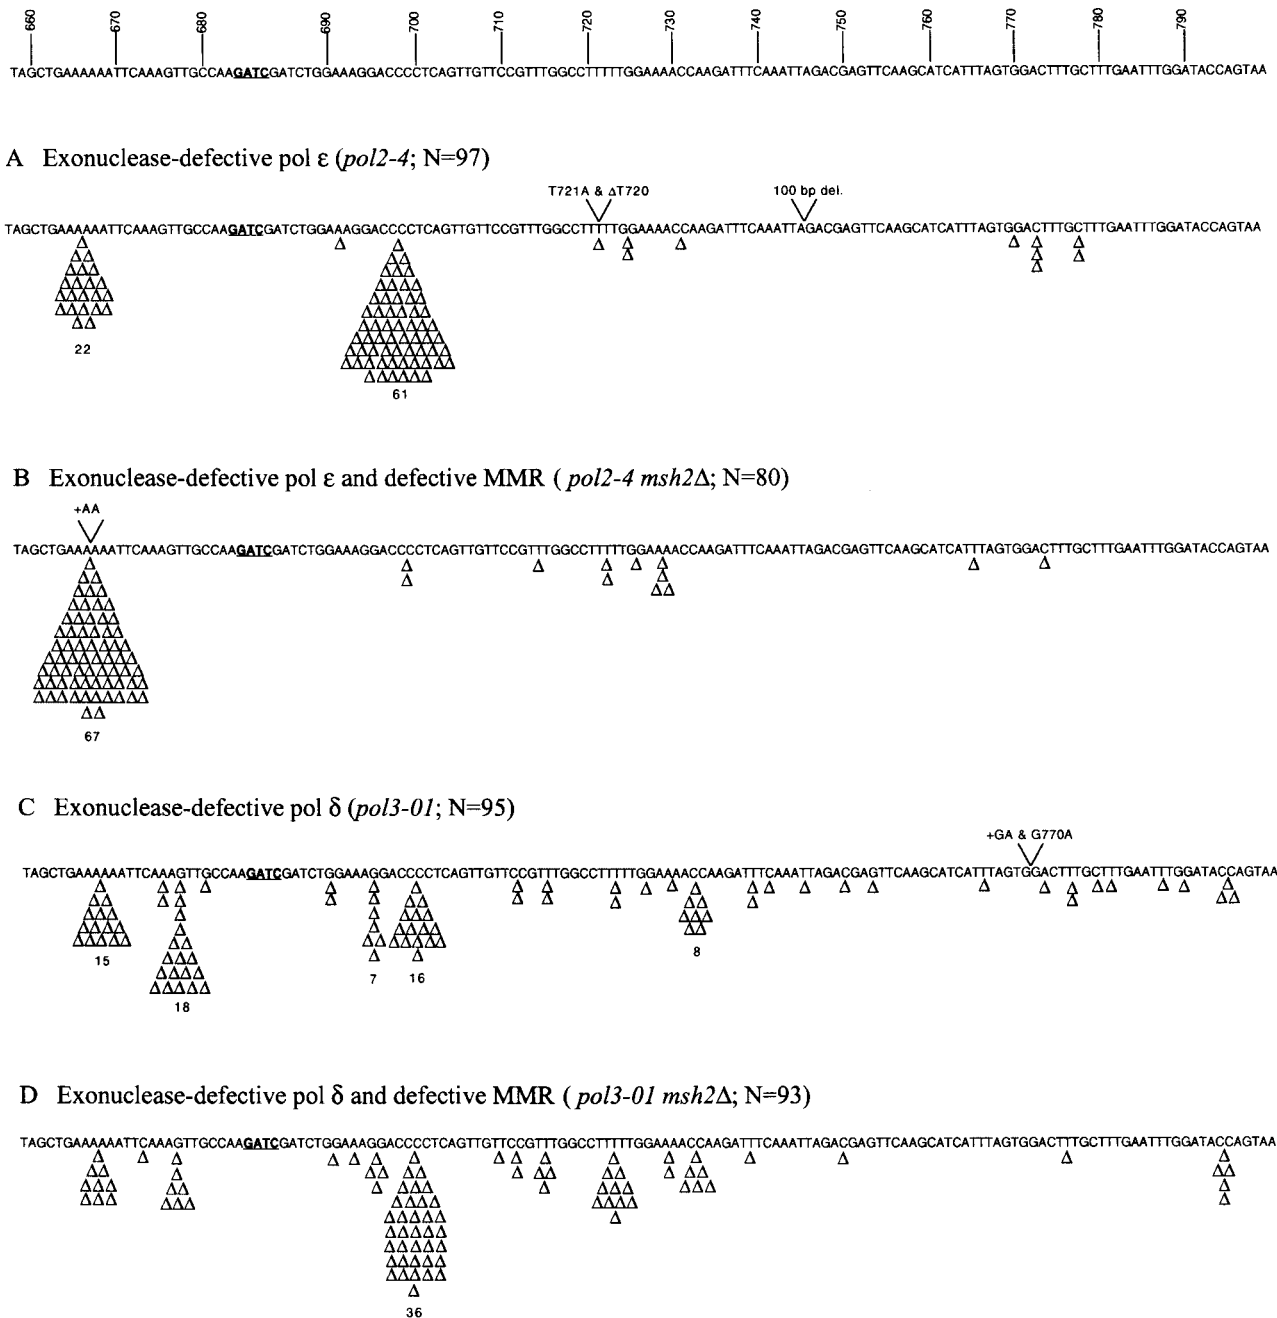 660 670 680 690 700 710 720 730 740 750 760 770 780 790
TAGCTGAAAAAATTCAAAGTTGCCAAGATCGATCTGGAAAGGACCCCTCAGTTGTTCCGTTTGGCCTTTTTGGAAAACCAAGATTTCAAATTAGACGAGTTCAAGCATCATTTAGTGGACTTTGCTTTGAATTTGGATACCAGTAA
A Exonuclease-defective pol ε (pol2-4; N=97)
T721A & ΔT720 100 bp del.
TAGCTGAAAAAATTCAAAGTTGCCAAGATCGATCTGGAAAGGACCCCTCAGTTGTTCCGTTTGGCCTTTTTGGAAAACCAAGATTTCAAATTAGACGAGTTCAAGCATCATTTAGTGGACTTTGCTTTGAATTTGGATACCAGTAA
22
61
B Exonuclease-defective pol ε and defective MMR ( pol2-4 msh2Δ; N=80)
+AA
TAGCTGAAAAAATTCAAAGTTGCCAAGATCGATCTGGAAAGGACCCCTCAGTTGTTCCGTTTGGCCTTTTTGGAAAACCAAGATTTCAAATTAGACGAGTTCAAGCATCATTTAGTGGACTTTGCTTTGAATTTGGATACCAGTAA
67
C Exonuclease-defective pol δ (pol3-01; N=95)
+GA & G770A
TAGCTGAAAAAATTCAAAGTTGCCAAGATCGATCTGGAAAGGACCCCTCAGTTGTTCCGTTTGGCCTTTTTGGAAAACCAAGATTTCAAATTAGACGAGTTCAAGCATCATTTAGTGGACTTTGCTTTGAATTTGGATACCAGTAA
15 18 7 16 8
D Exonuclease-defective pol δ and defective MMR ( pol3-01 msh2Δ; N=93)
TAGCTGAAAAAATTCAAAGTTGCCAAGATCGATCTGGAAAGGACCCCTCAGTTGTTCCGTTTGGCCTTTTTGGAAAACCAAGATTTCAAATTAGACGAGTTCAAGCATCATTTAGTGGACTTTGCTTTGAATTTGGATACCAGTAA
36